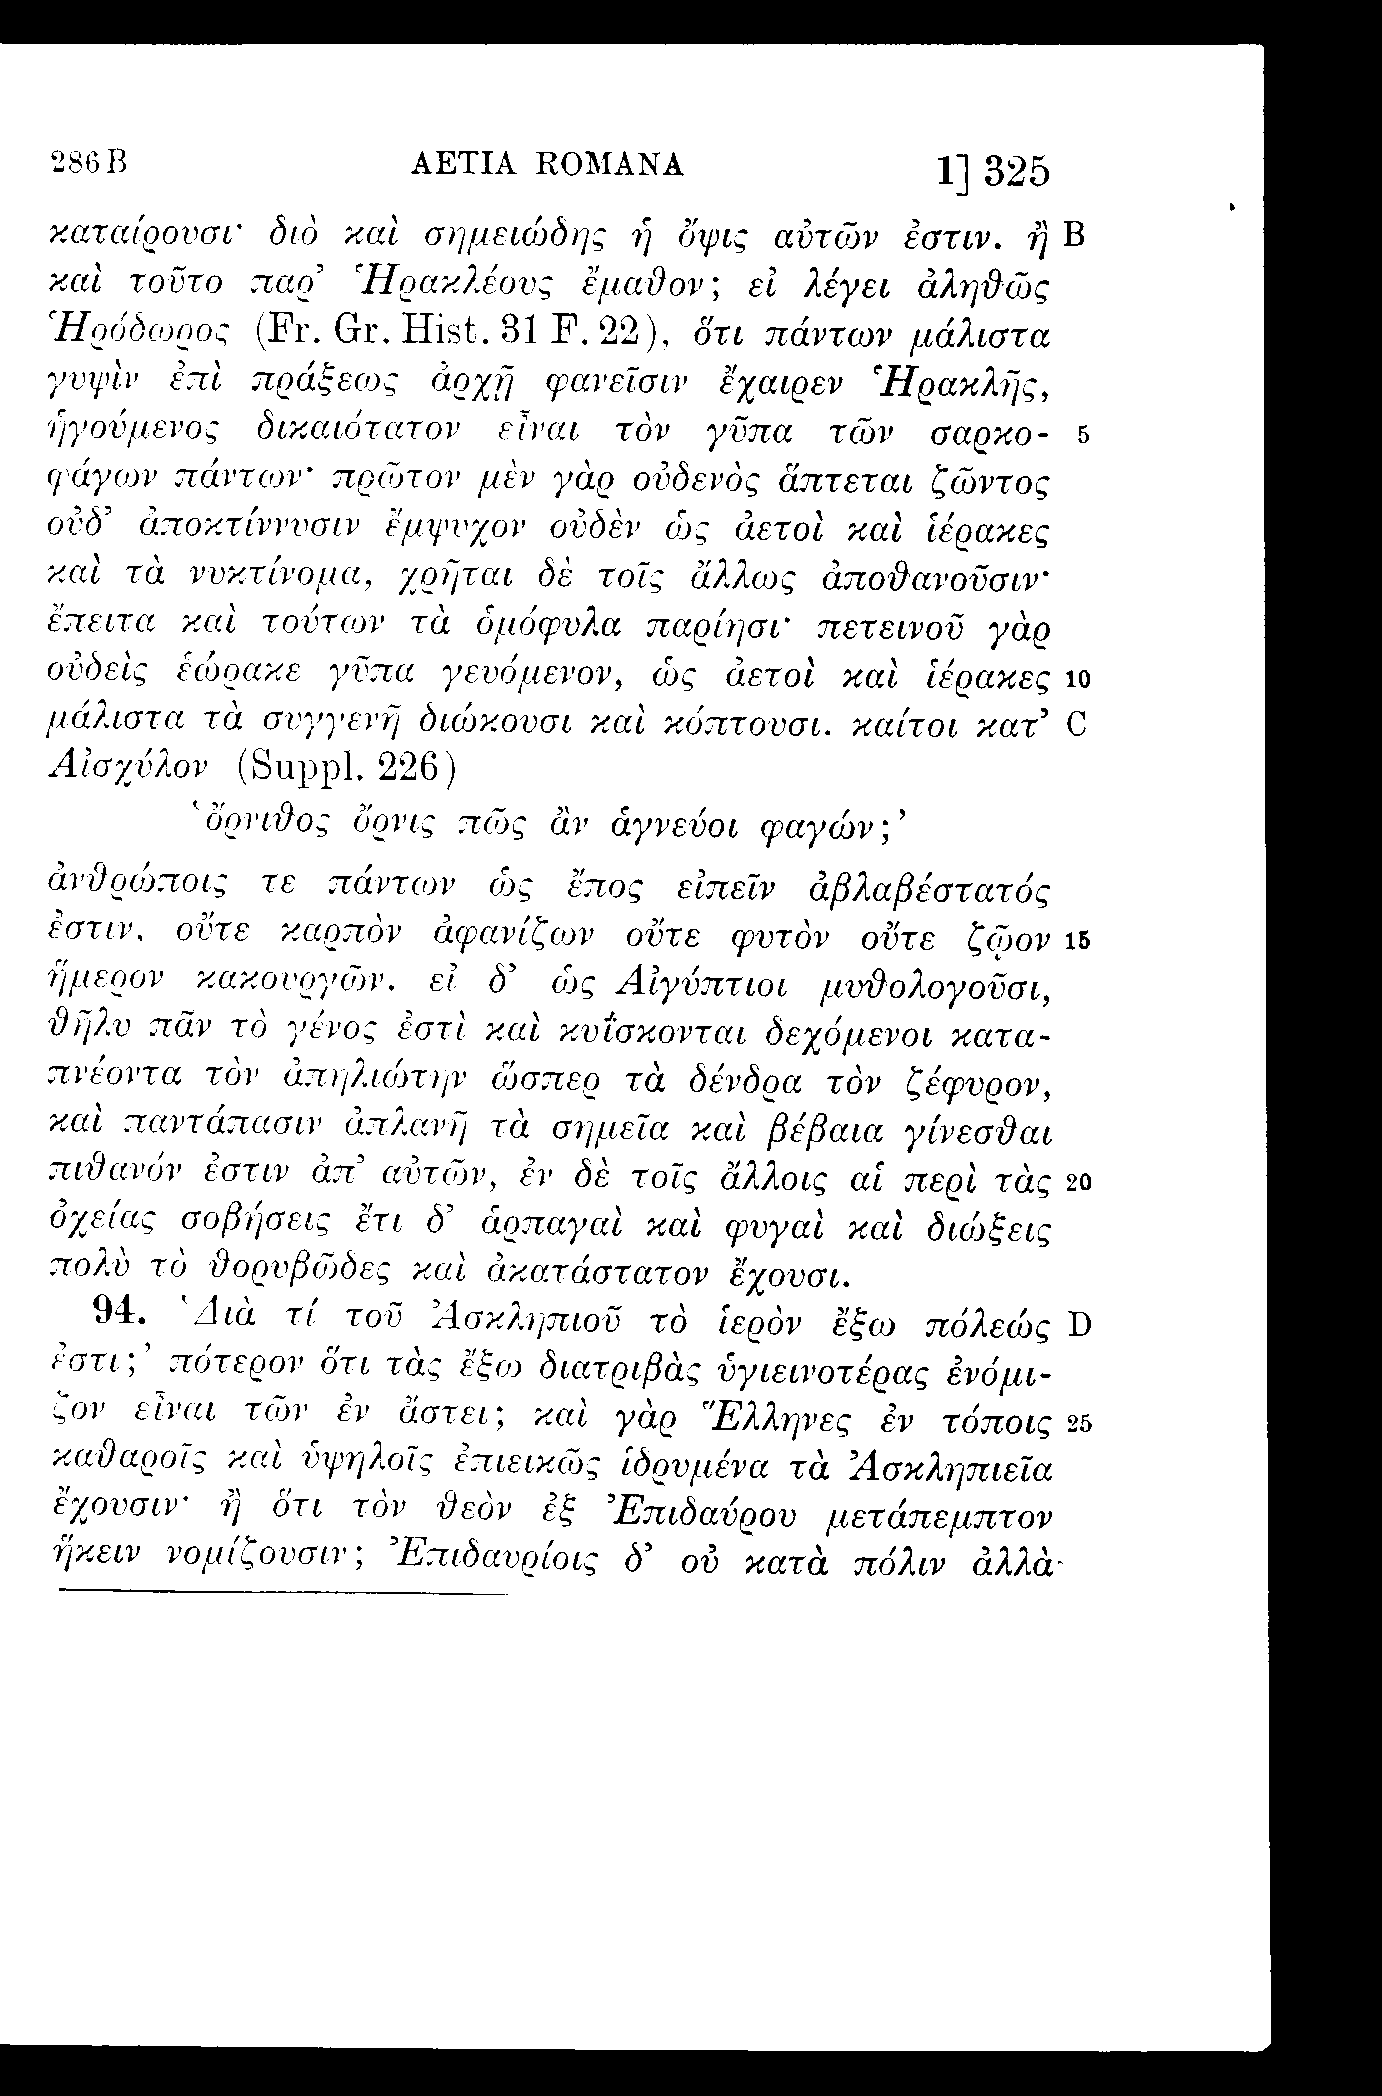 286 B AETIA ROMANA 1] 325
καταίρουσι· διὸ καὶ σημειώδης ἡ ὄψις αὐτῶν ἐστιν. ἢ B
καὶ τοῦτο παρ’ Ἡρακλέους ἔμαθον; εἰ λέγει ἀληθῶς
Ἡρόδωρος (Fr. Gr. Hist. 31 F. 22), ὅτι πάντων μάλιστα
γυψὶν ἐπὶ πράξεως ἀρχῇ φανεῖσιν ἔχαιρεν Ἡρακλῆς,
ἡγούμενος δικαιότατον εἶναι τὸν γῦπα τῶν σαρκο- 5
φάγων πάντων· πρῶτον μὲν γὰρ οὐδενὸς ἅπτεται ζῶντος
οὐδ’ ἀποκτίννυσιν ἔμψυχον οὐδὲν ὡς ἀετοὶ καὶ ἱέρακες
καὶ τὰ νυκτίνομα, χρῆται δὲ τοῖς ἄλλως ἀποθανοῦσιν·
ἔπειτα καὶ τούτων τὰ ὁμόφυλα παρίησι· πετεινοῦ γὰρ
οὐδεὶς ἑώρακε γῦπα γευόμενον, ὡς ἀετοὶ καὶ ἱέρακες 10
μάλιστα τὰ συγγενῆ διώκουσι καὶ κόπτουσι. καίτοι κατ’ C
Αἰσχύλον (Suppl. 226)
‘ὄρνιθος ὄρνις πῶς ἂν ἁγνεύοι φαγών;’
ἀνθρώποις τε πάντων ὡς ἔπος εἰπεῖν ἀβλαβέστατός
ἐστιν, οὔτε καρπὸν ἀφανίζων οὔτε φυτὸν οὔτε ζῷον 15
ἥμερον κακουργῶν. εἰ δ’ ὡς Αἰγύπτιοι μυθολογοῦσι,
θῆλυ πᾶν τὸ γένος ἐστὶ καὶ κυΐσκονται δεχόμενοι κατα-
πνέοντα τὸν ἀπηλιώτην ὥσπερ τὰ δένδρα τὸν ζέφυρον,
καὶ παντάπασιν ἀπλανῆ τὰ σημεῖα καὶ βέβαια γίνεσθαι
πιθανόν ἐστιν ἀπ’ αὐτῶν, ἐν δὲ τοῖς ἄλλοις αἱ περὶ τὰς 20
ὀχείας σοβήσεις ἔτι δ’ ἁρπαγαὶ καὶ φυγαὶ καὶ διώξεις
πολὺ τὸ θορυβῶδες καὶ ἀκατάστατον ἔχουσι.
94. ‘Διὰ τί τοῦ Ἀσκληπιοῦ τὸ ἱερὸν ἔξω πόλεώς D
ἐστι;’ πότερον ὅτι τὰς ἔξω διατριβὰς ὑγιεινοτέρας ἐνόμι-
ζον εἶναι τῶν ἐν ἄστει; καὶ γὰρ Ἕλληνες ἐν τόποις 25
καθαροῖς καὶ ὑψηλοῖς ἐπιεικῶς ἱδρυμένα τὰ Ἀσκληπιεῖα
ἔχουσιν· ἢ ὅτι τὸν θεὸν ἐξ Ἐπιδαύρου μετάπεμπτον
ἥκειν νομίζουσιν; Ἐπιδαυρίοις δ’ οὐ κατὰ πόλιν ἀλλὰ